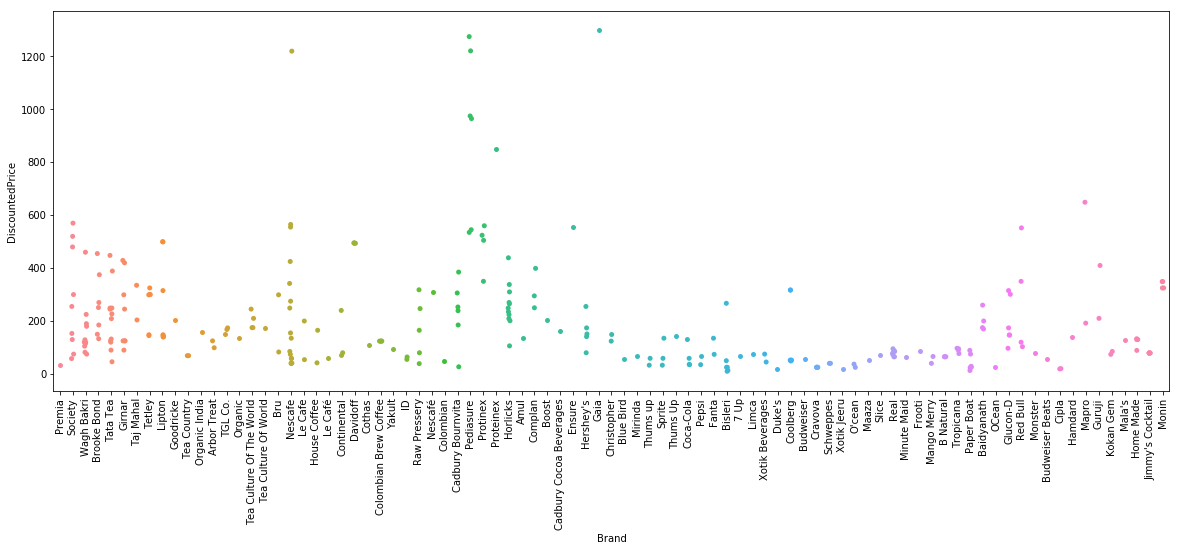 DiscountedPrice
1200
1000
800
600
400
200
0
Premia
Society
Wagh Bakri
Brooke Bond
Tata Tea
Girnar
Taj Mahal
Tetley
Lipton
Goodricke
Tea Country
Organic India
Arbor Treat
TGL Co.
Organic
Tea Culture Of The World
Tea Culture Of World
Bru
Nescafe
Le Cafe
House Coffee
Le Café
Continental
Davidoff
Cothas
Colombian Brew Coffee
Yakult
ID
Raw Pressery
Nescafé
Colombian
Cadbury Bournvita
Pediasure
Protinex
Proteinex
Horlicks
Amul
Complan
Boost
Cadbury Cocoa Beverages
Ensure
Hershey's
Gaia
Christopher
Blue Bird
Mirinda
Thums up
Sprite
Thums Up
Coca-Cola
Pepsi
Fanta
Bisleri
7 Up
Limca
Xotik Beverages
Duke's
Coolberg
Budweiser
Cravova
Schweppes
Xotik Jeeru
O'cean
Maaza
Slice
Real
Minute Maid
Frooti
Mango Merry
B Natural
Tropicana
Paper Boat
Baidyanath
OCean
Glucon-D
Red Bull
Monster
Budweiser Beats
Cipla
Hamdard
Mapro
Guruji
Kokan Gem
Mala's
Home Made
Jimmy's Cocktail
Monin
Brand